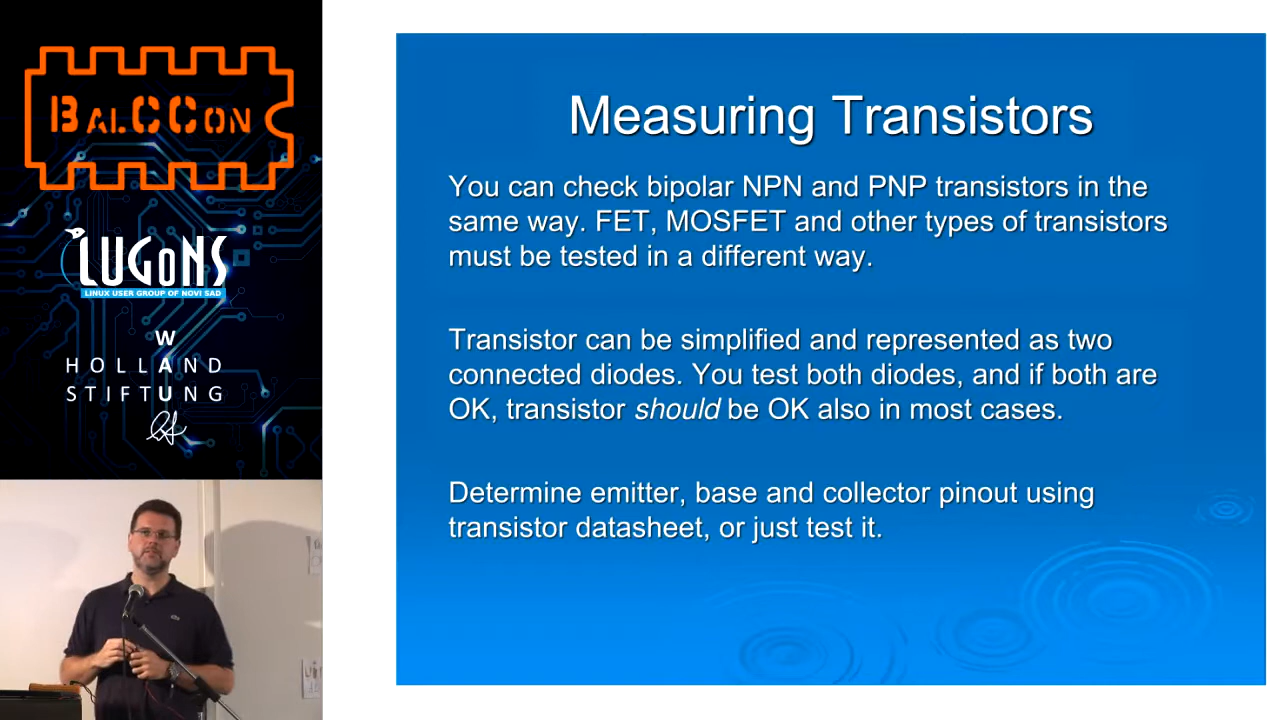 BALCCON
LUGONS
LINUX USER GROUP OF NOVI SAD
W
HOLLAND
STIFTUNG
Measuring Transistors
You can check bipolar NPN and PNP transistors in the
same way. FET, MOSFET and other types of transistors
must be tested in a different way.
Transistor can be simplified and represented as two
connected diodes. You test both diodes, and if both are
OK, transistor should be OK also in most cases.
Determine emitter, base and collector pinout using
transistor datasheet, or just test it.